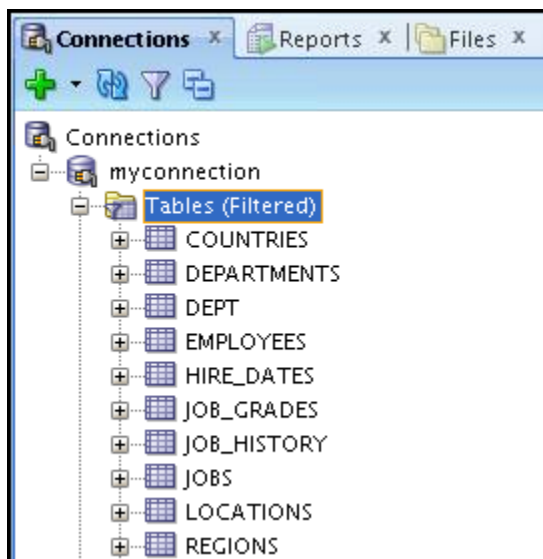 Connections Reports Files
Connections
myconnection
Tables (Filtered)
COUNTRIES
DEPARTMENTS
DEPT
EMPLOYEES
HIRE_DATES
JOB_GRADES
JOB_HISTORY
JOBS
LOCATIONS
REGIONS